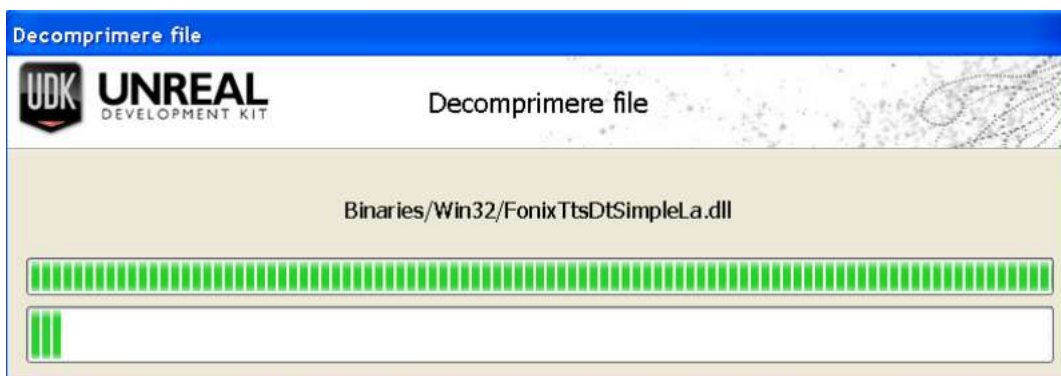 Decomprimere file
UDK UNREAL
DEVELOPMENT KIT
Decomprimere file
Binaries/Win32/FonixTtsDtSimpleLa.dll